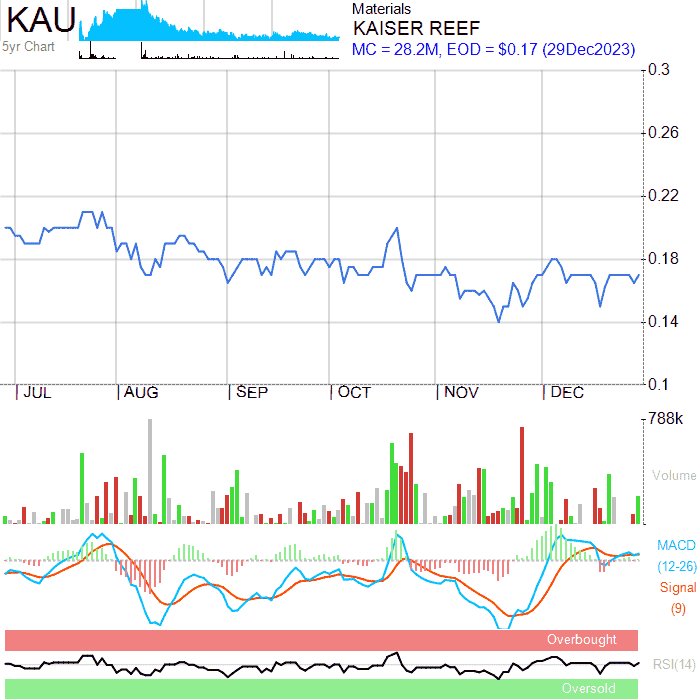 KAU
5yr Chart
Materials
KAISER REEF
MC = 28.2M, EOD = $0.17 (29Dec2023)
0.3
0.26
0.22
0.18
0.14
0.1
JUL AUG SEP OCT NOV DEC
788k
Volume
MACD
(12-26)
Signal
(9)
Overbought
RSI(14)
Oversold